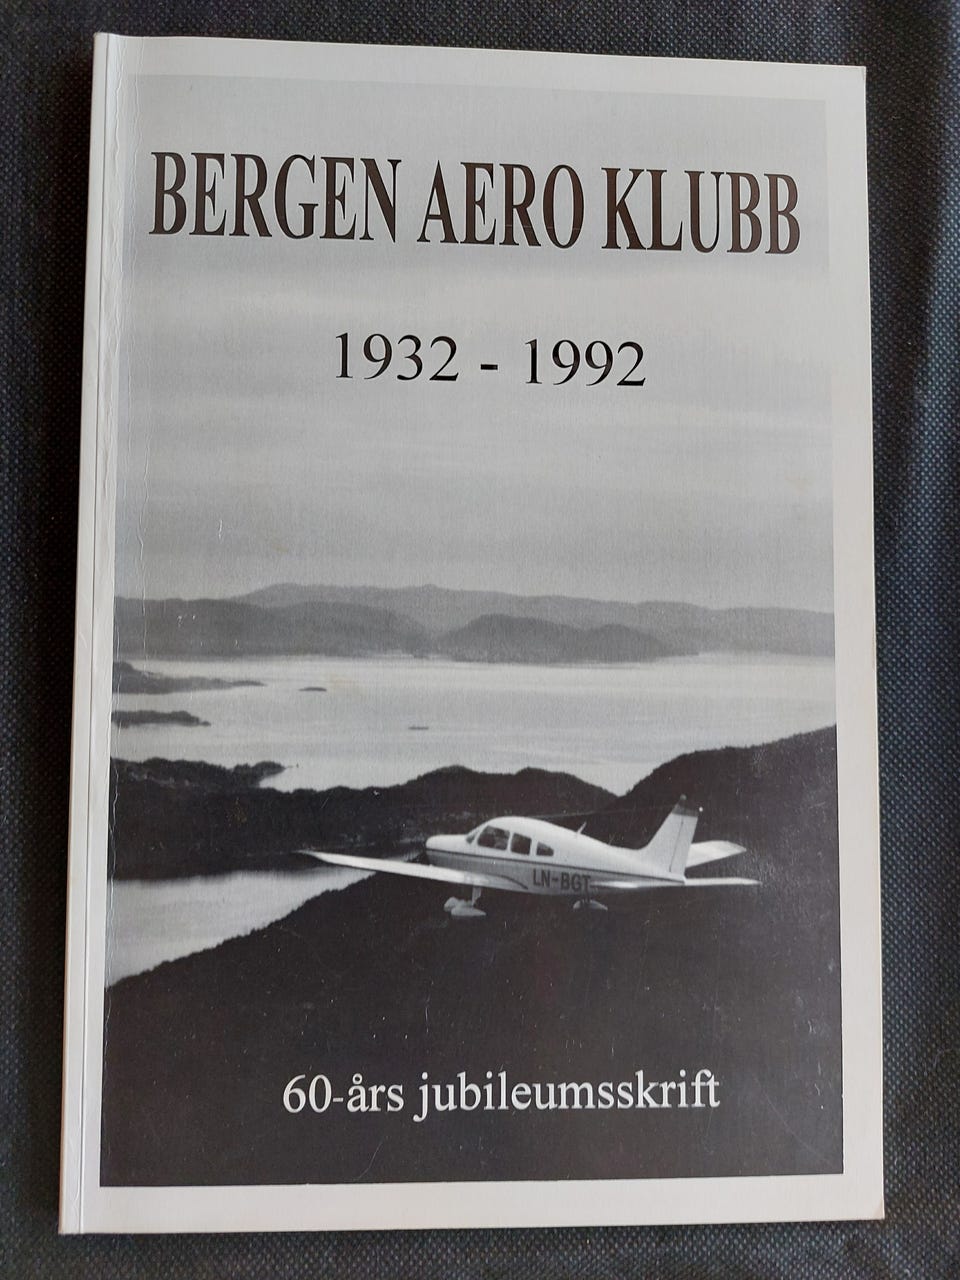 BERGEN AERO KLUBB
1932 - 1992
LN-BGT
60-års jubileumsskrift